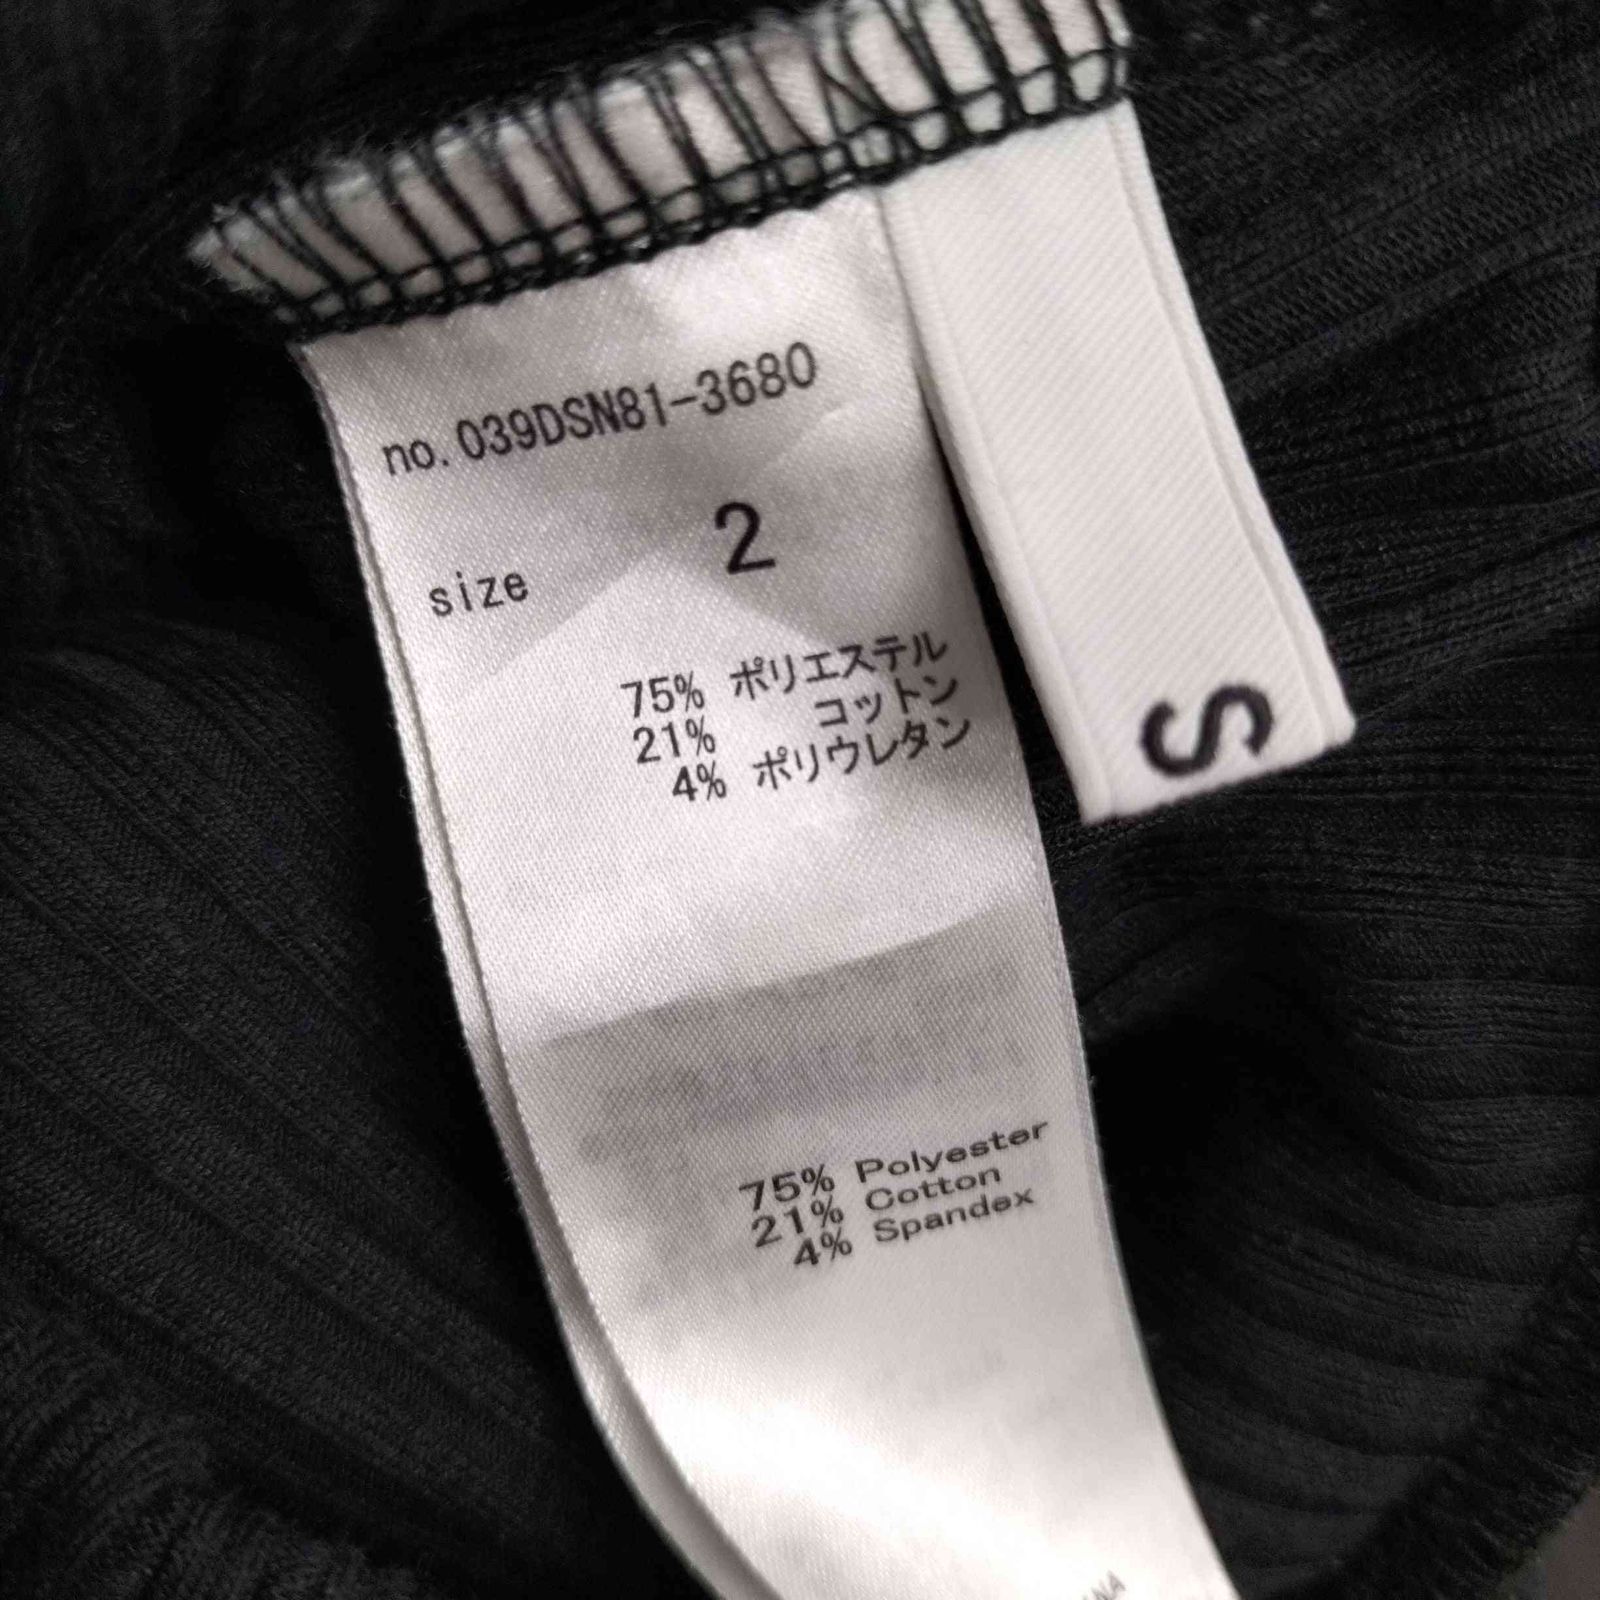 no.039DSN81-3680
size 2
75% ポリエステル
21% コットン
4% ポリウレタン
75% Polyester
21% Cotton
4% Spandex
S